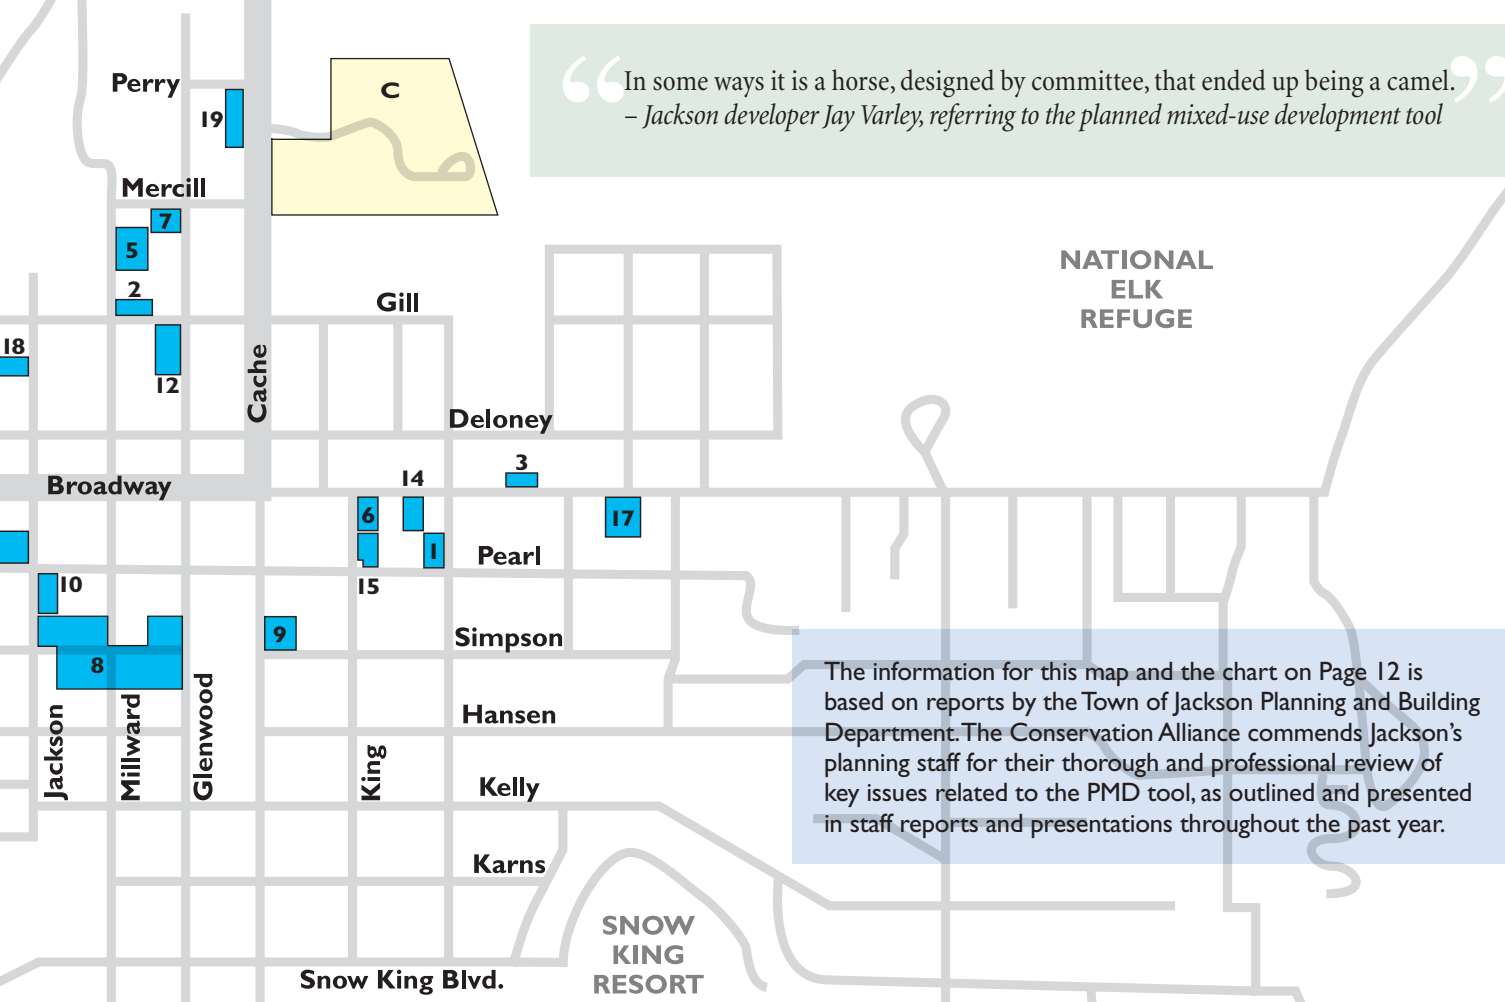 “In some ways it is a horse, designed by committee, that ended up being a camel.”
– Jackson developer Jay Varley, referring to the planned mixed-use development tool
Perry
C
19
Mercill
7
5
2
Gill
NATIONAL
ELK
REFUGE
18
12
Cache
Deloney
3
14
Broadway
6
17
1
Pearl
10
15
9
Simpson
8
Jackson
Millward
Glenwood
King
Hansen
Kelly
Karns
SNOW
KING
RESORT
Snow King Blvd.
The information for this map and the chart on Page 12 is
based on reports by the Town of Jackson Planning and Building
Department. The Conservation Alliance commends Jackson’s
planning staff for their thorough and professional review of
key issues related to the PMD tool, as outlined and presented
in staff reports and presentations throughout the past year.